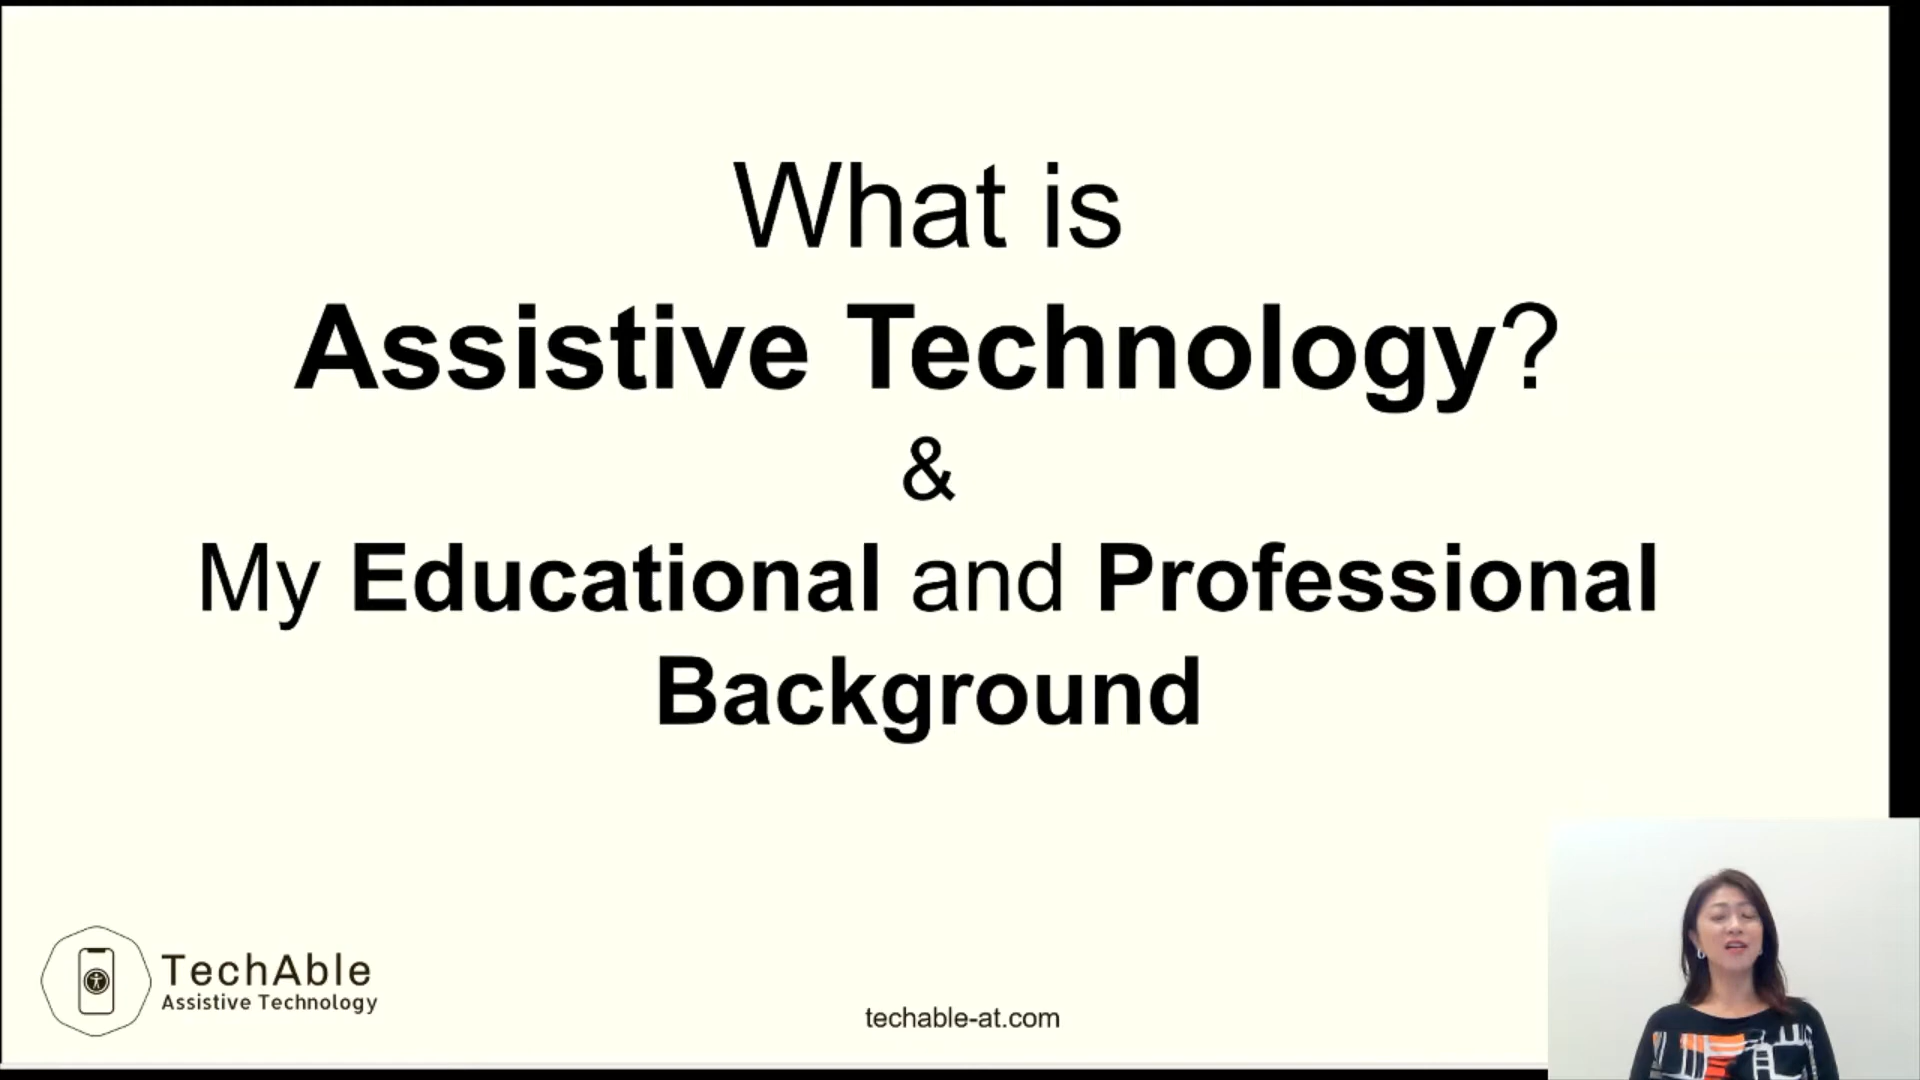 What is
Assistive Technology?
&
My Educational and Professional
Background
TechAble
Assistive Technology
techable-at.com